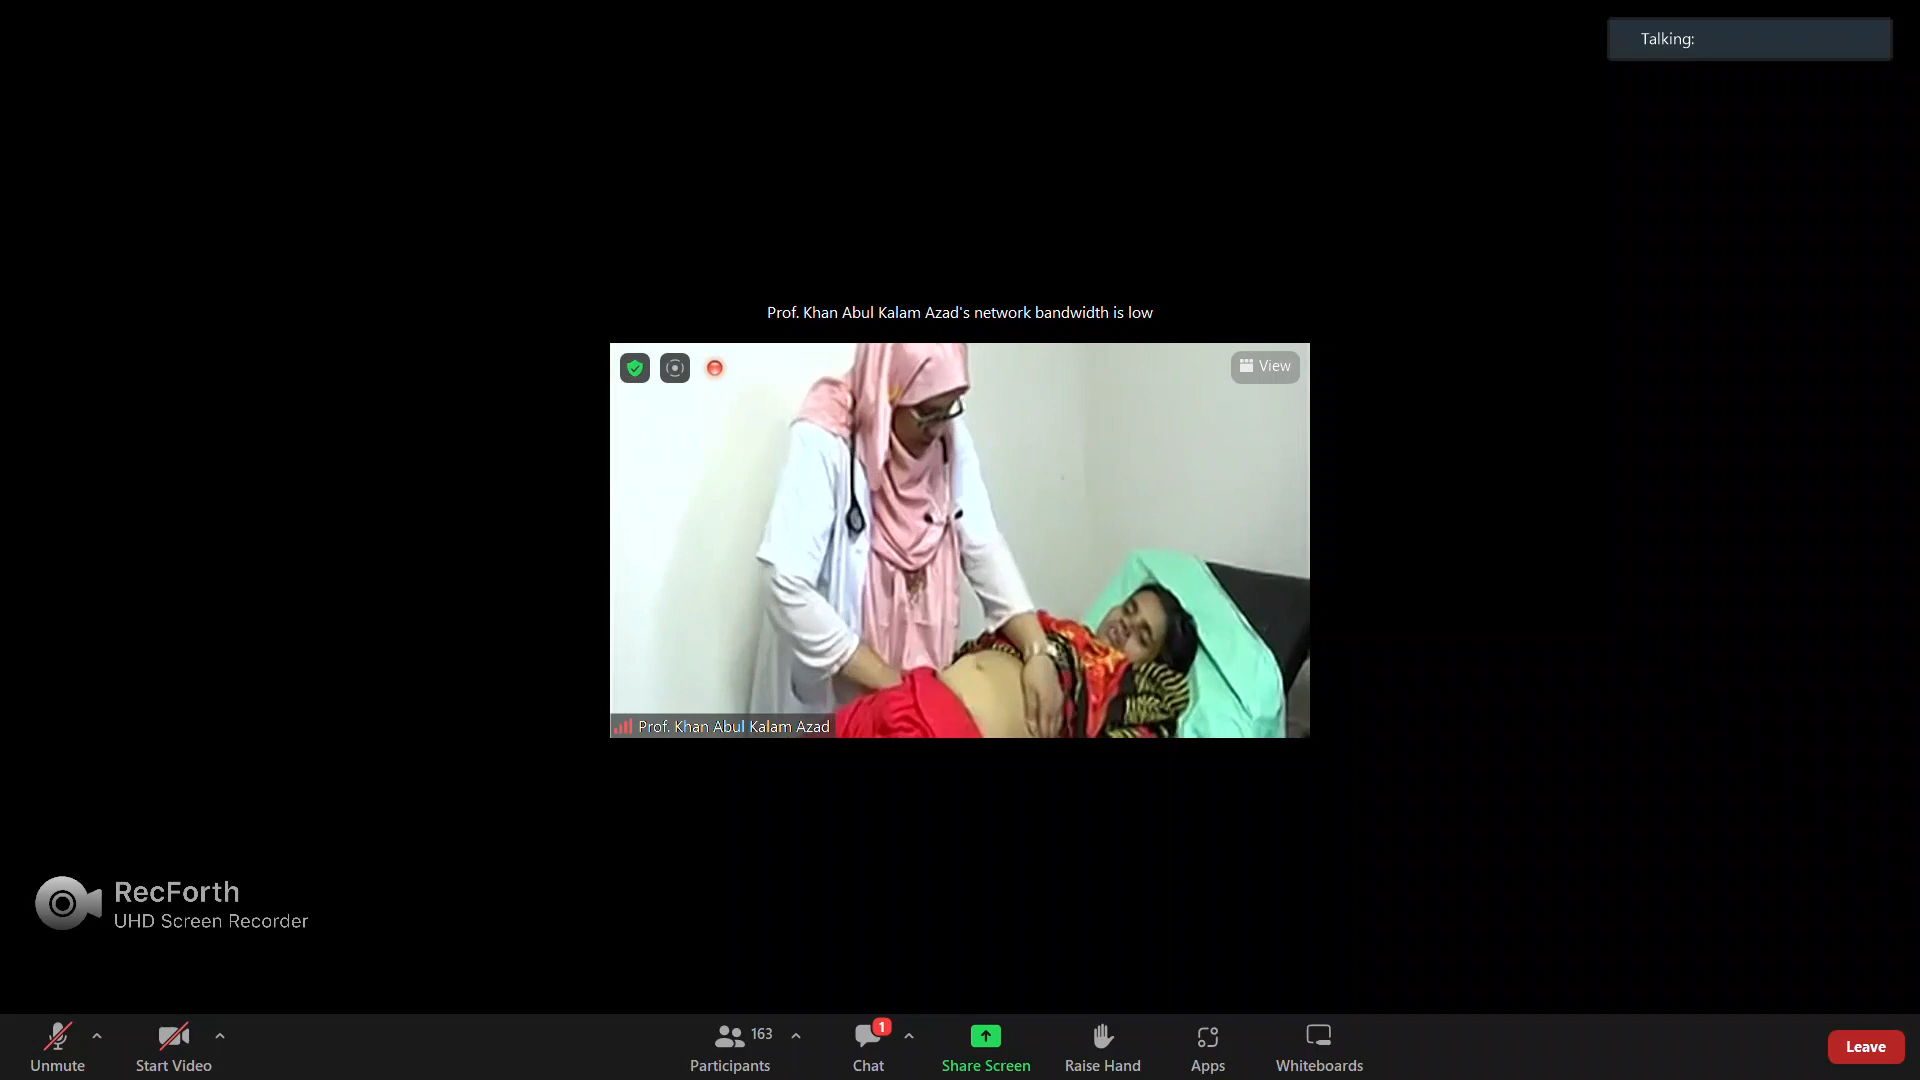 Talking:
Prof. Khan Abul Kalam Azad's network bandwidth is low
View
Prof. Khan Abul Kalam Azad
RecForth
UHD Screen Recorder
Unmute
Start Video
163
Participants
1
Chat
Share Screen
Raise Hand
Apps
Whiteboards
Leave